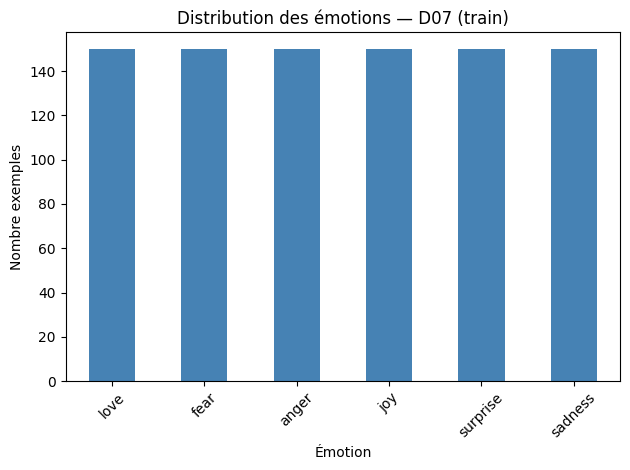 Distribution des émotions — D07 (train)
Nombre exemples
140
120
100
80
60
40
20
0
love
fear
anger
joy
surprise
sadness
Émotion